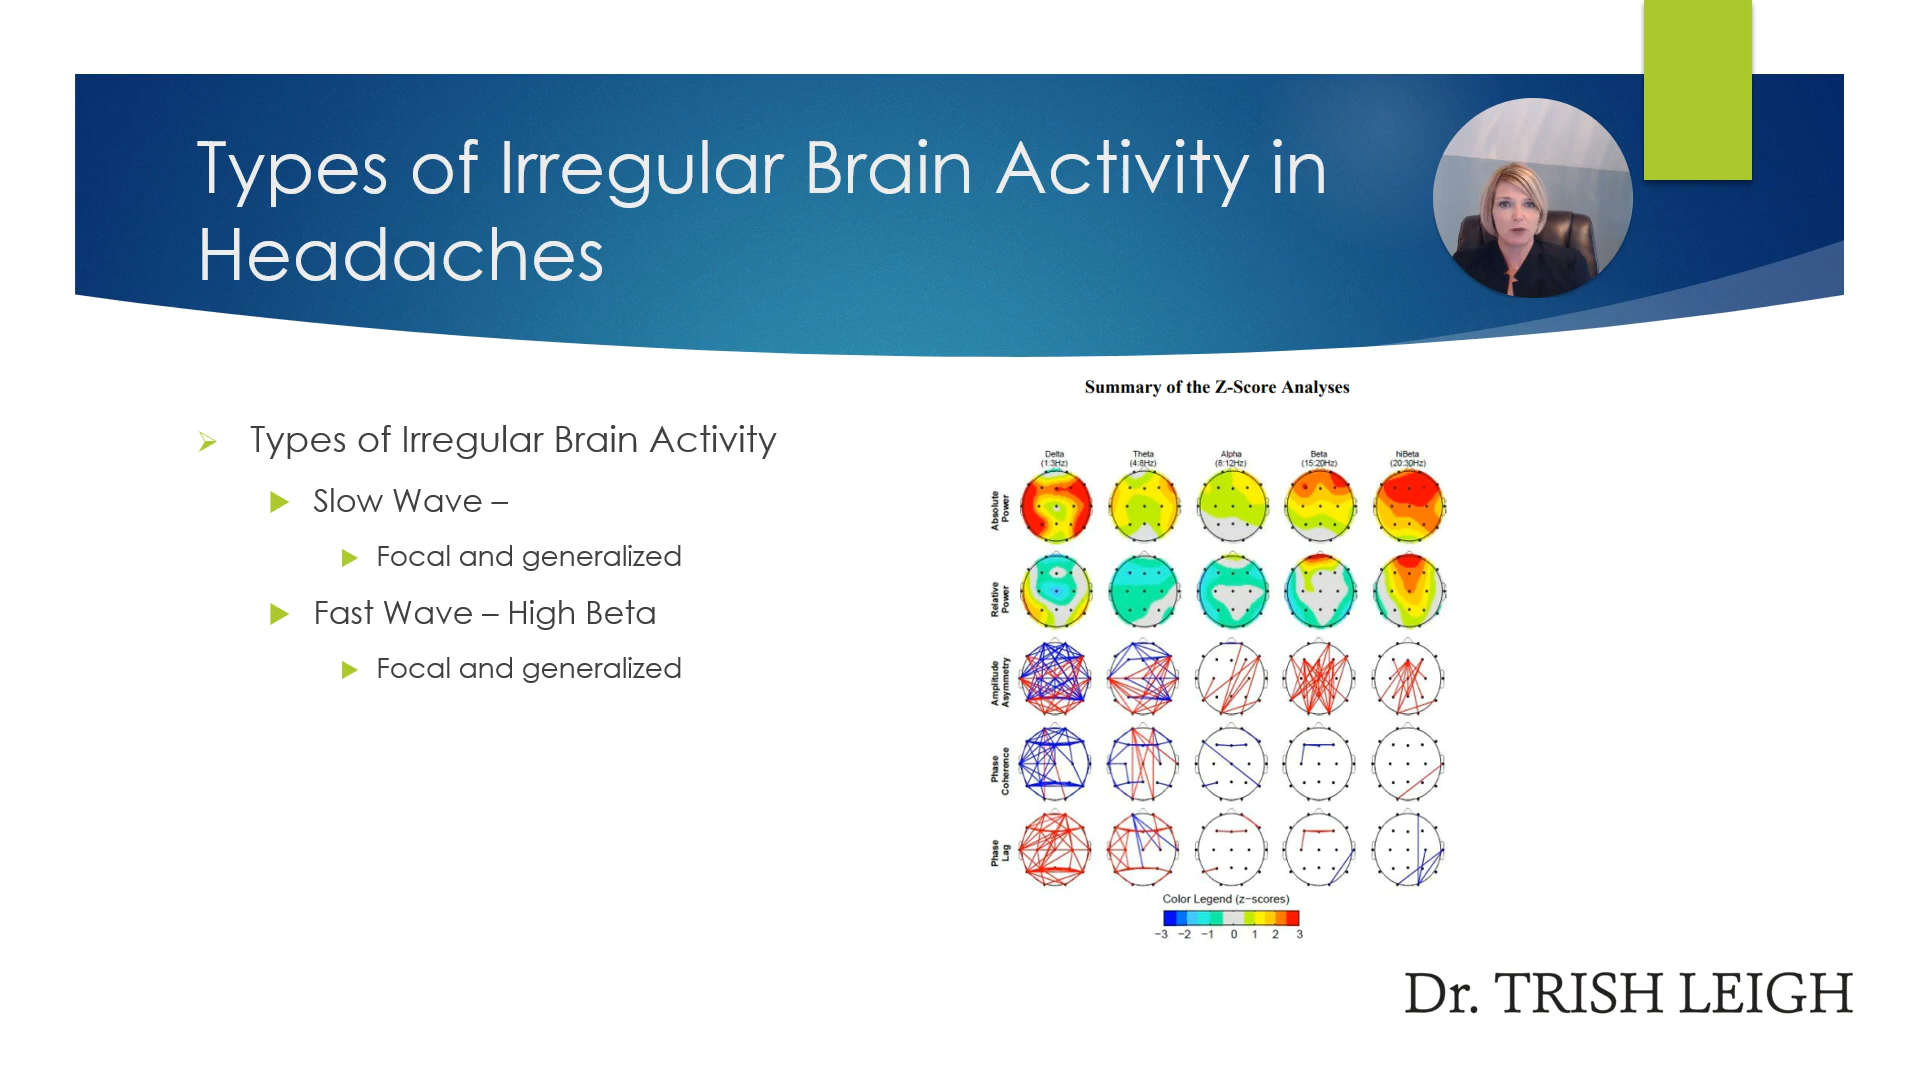 Types of Irregular Brain Activity in
Headaches
Types of Irregular Brain Activity
Slow Wave –
Focal and generalized
Fast Wave – High Beta
Focal and generalized
Summary of the Z-Score Analyses
Delta Theta Alpha Beta hiBeta
(1:3Hz) (4:8Hz) (8:12Hz) (15:20Hz) (20:30Hz)
Absolute
Power
Relative
Power
Amplitude
Asymmetry
Phase
Coherence
Phase
Lag
Color Legend (z−scores)
−3 −2 −1 0 1 2 3
Dr. TRISH LEIGH